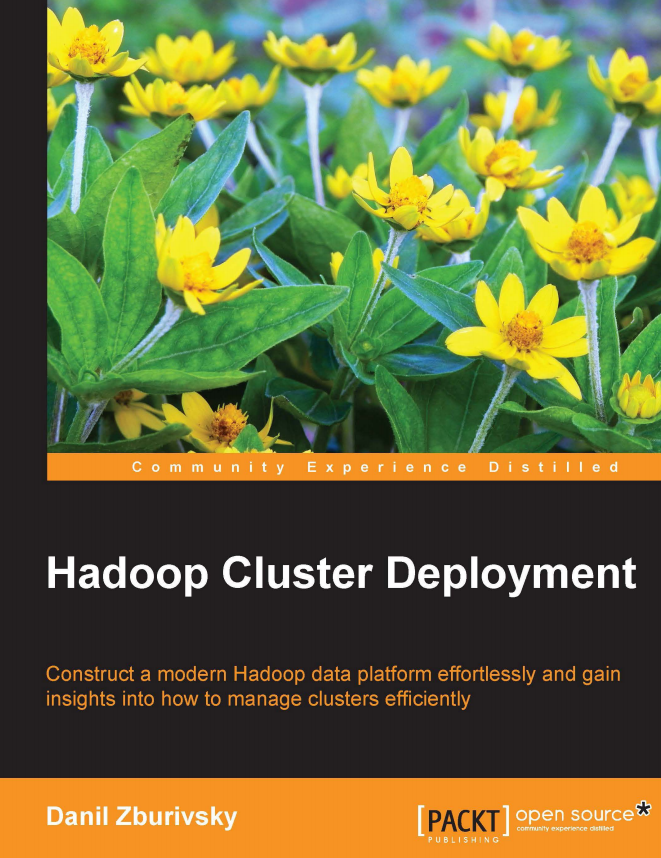 Community Experience Distilled
Hadoop Cluster Deployment
Construct a modern Hadoop data platform effortlessly and gain
insights into how to manage clusters efficiently
Danil Zburivsky
[PACKT] open source*
PUBLISHING community experience distilled